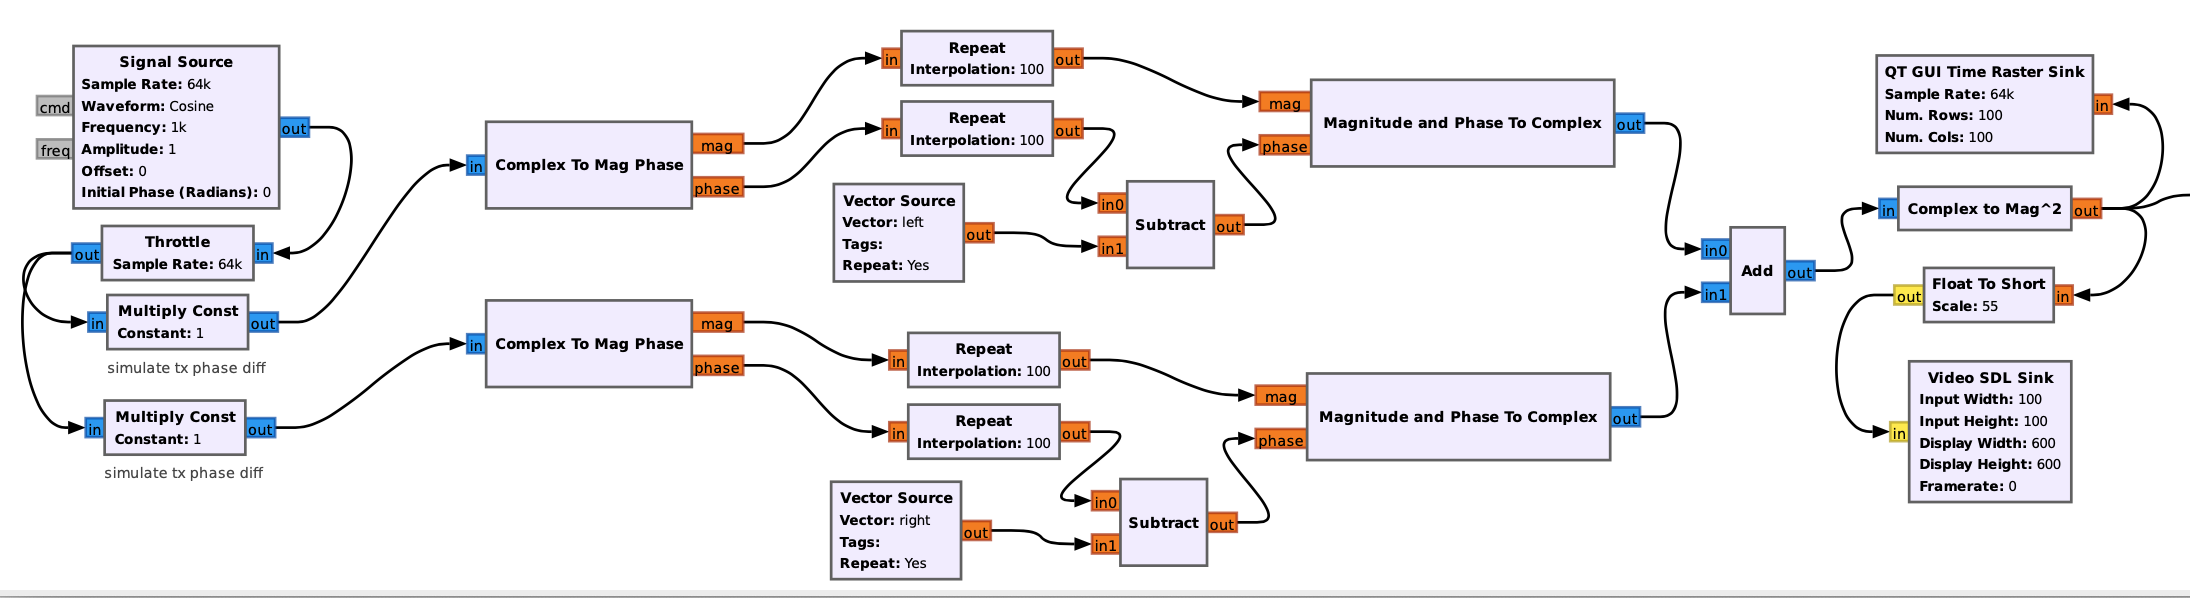 Signal Source
Sample Rate: 64k
Waveform: Cosine
Frequency: 1k
Amplitude: 1
Offset: 0
Initial Phase (Radians): 0
cmd
freq
out
Throttle
Sample Rate: 64k
out
in
Multiply Const
Constant: 1
in
out
simulate tx phase diff
Multiply Const
Constant: 1
in
out
simulate tx phase diff
in
Complex To Mag Phase
mag
phase
in
Complex To Mag Phase
mag
phase
in
Repeat
Interpolation: 100
out
in
Repeat
Interpolation: 100
out
Vector Source
Vector: left
Tags:
Repeat: Yes
out
in0
in1
Subtract
out
in
Repeat
Interpolation: 100
out
in
Repeat
Interpolation: 100
out
Vector Source
Vector: right
Tags:
Repeat: Yes
out
in0
in1
Subtract
out
mag
phase
Magnitude and Phase To Complex
out
mag
phase
Magnitude and Phase To Complex
out
in0
in1
Add
out
QT GUI Time Raster Sink
Sample Rate: 64k
Num. Rows: 100
Num. Cols: 100
in
in
Complex to Mag^2
out
out
Float To Short
Scale: 55
in
in
Video SDL Sink
Input Width: 100
Input Height: 100
Display Width: 600
Display Height: 600
Framerate: 0